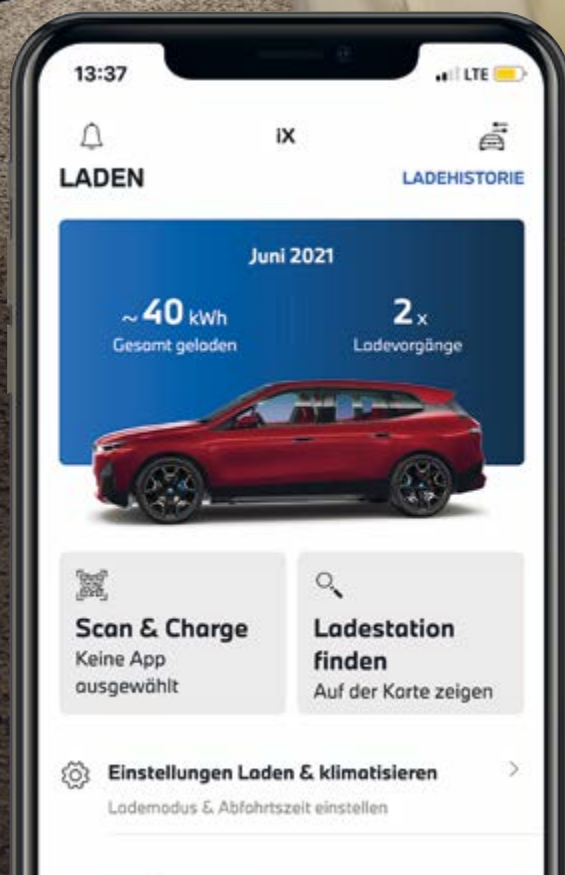 13:37
LTE
iX
LADEN
LADEHISTORIE
Juni 2021
~ 40 kWh
Gesamt geladen
2 x
Ladevorgänge
Scan & Charge
Keine App
ausgewählt
Ladestation
finden
Auf der Karte zeigen
Einstellungen Laden & klimatisieren
Lademodus & Abfahrtszeit einstellen